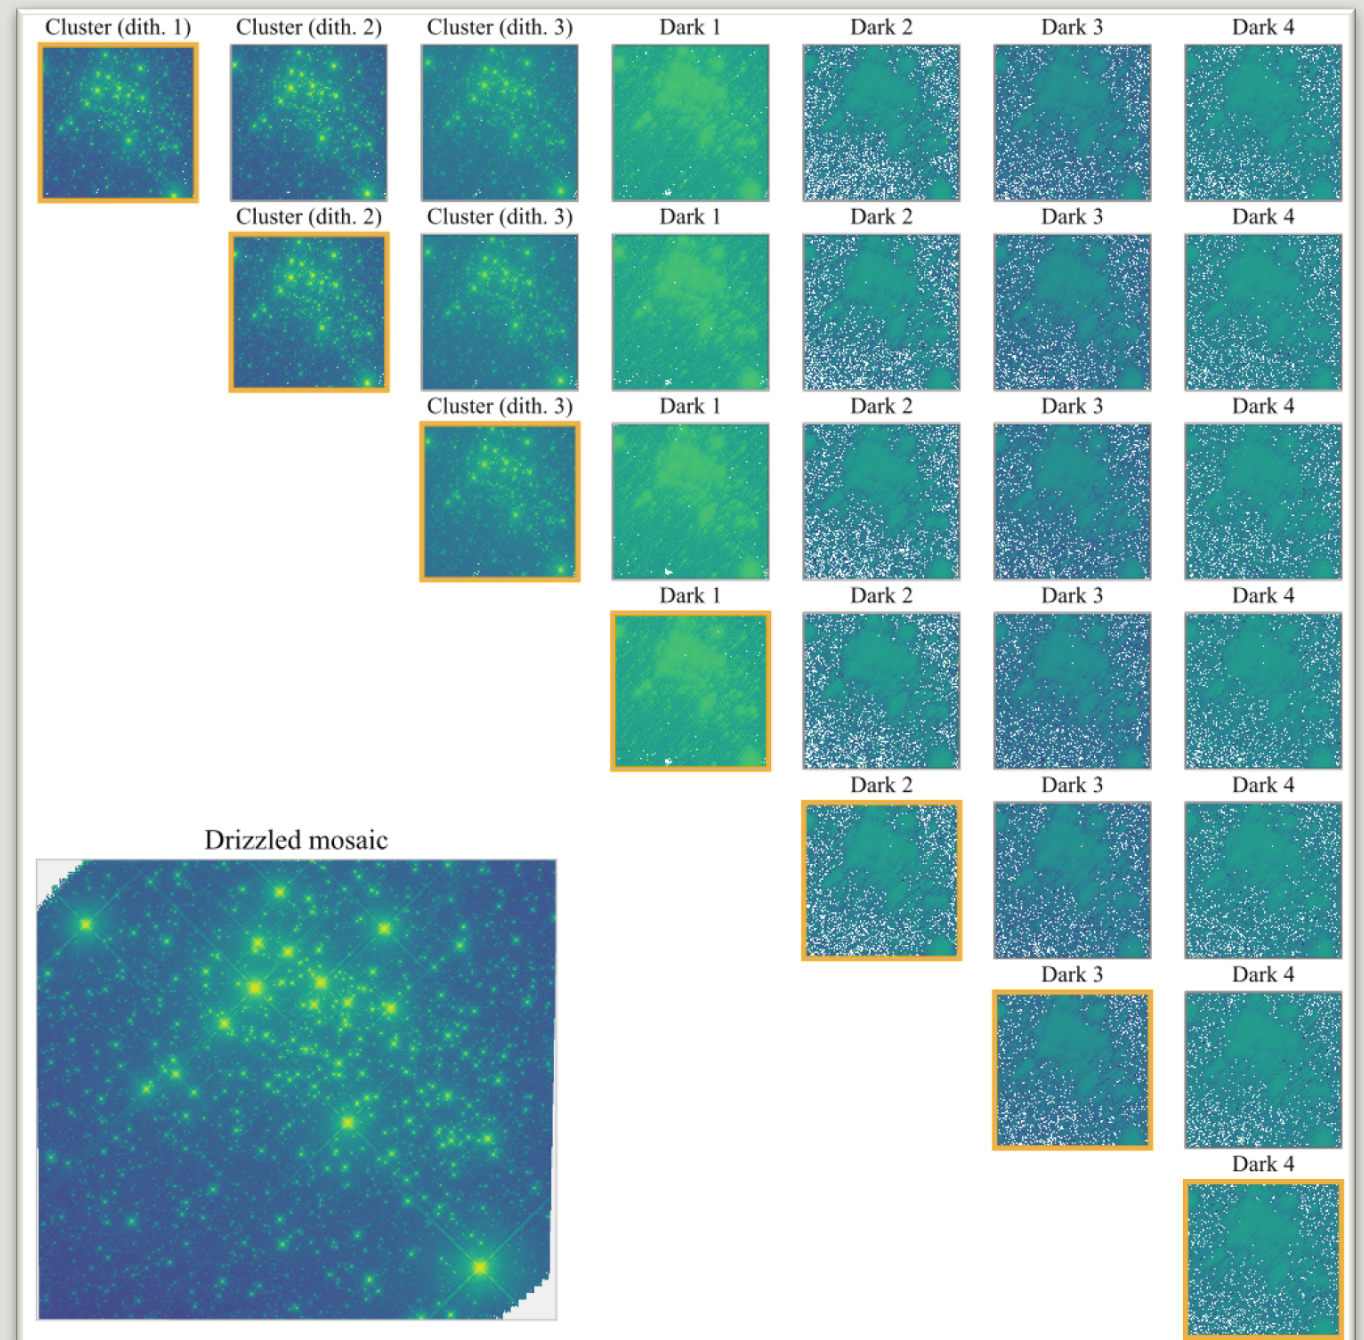 Cluster (dith. 1) Cluster (dith. 2) Cluster (dith. 3) Dark 1 Dark 2 Dark 3 Dark 4
Cluster (dith. 2) Cluster (dith. 3) Dark 1 Dark 2 Dark 3 Dark 4
Cluster (dith. 3) Dark 1 Dark 2 Dark 3 Dark 4
Dark 1 Dark 2 Dark 3 Dark 4
Dark 2 Dark 3 Dark 4
Drizzled mosaic
Dark 3 Dark 4
Dark 4